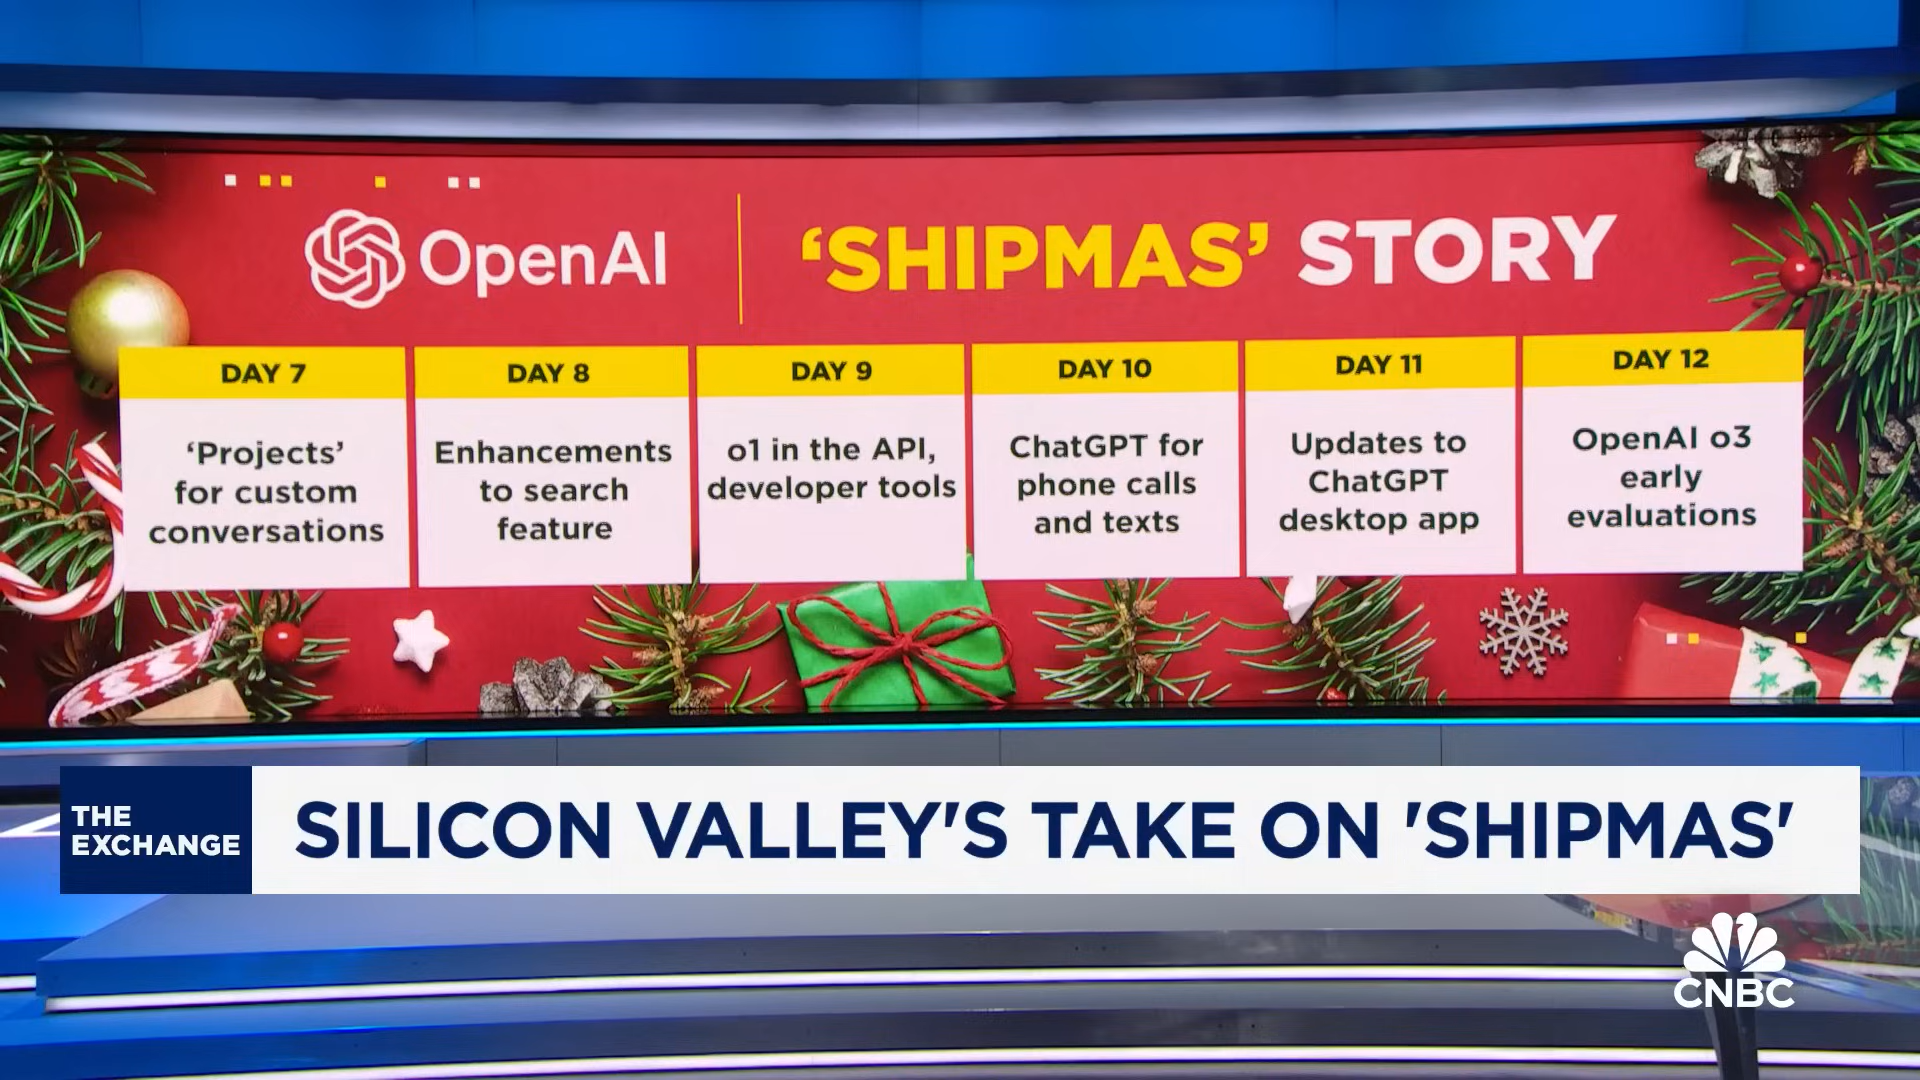 OpenAI
‘SHIPMAS’ STORY
DAY 7
‘Projects’
for custom
conversations
DAY 8
Enhancements
to search
feature
DAY 9
o1 in the API,
developer tools
DAY 10
ChatGPT for
phone calls
and texts
DAY 11
Updates to
ChatGPT
desktop app
DAY 12
OpenAI o3
early
evaluations
THE
EXCHANGE
SILICON VALLEY'S TAKE ON 'SHIPMAS'
CNBC